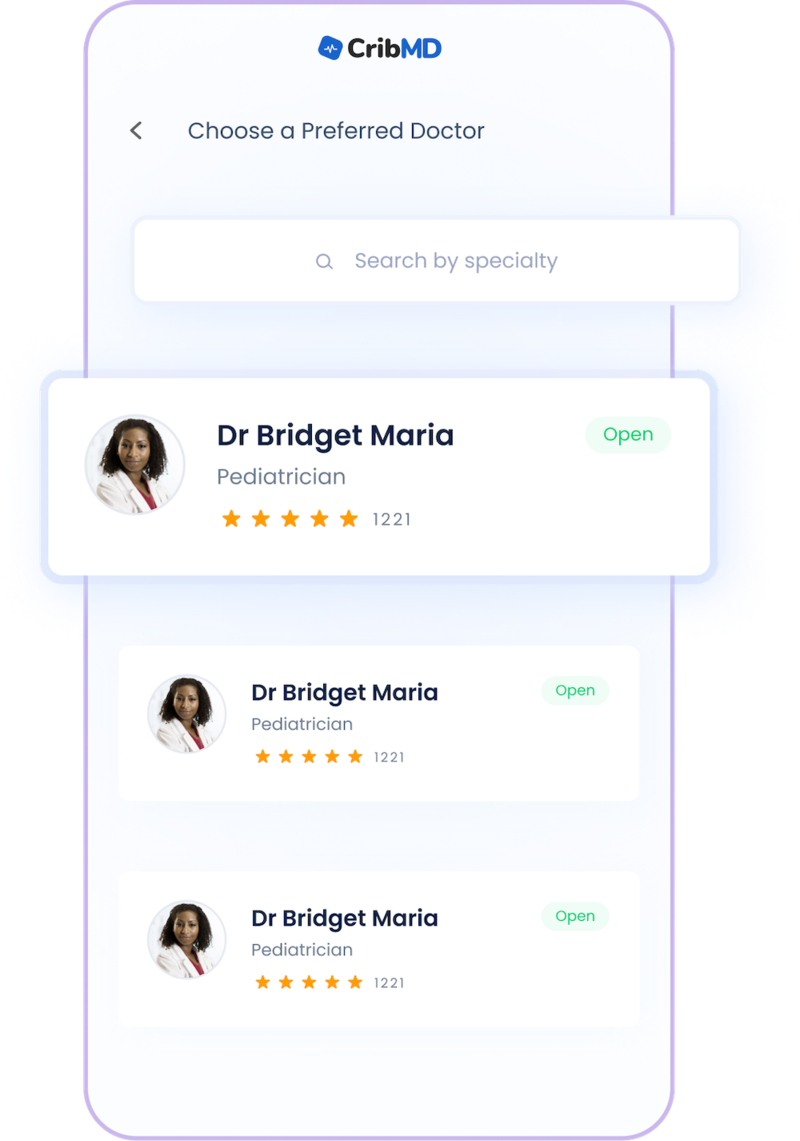 CribMD
Choose a Preferred Doctor
Search by specialty
Dr Bridget Maria
Open
Pediatrician
1221
Dr Bridget Maria
Open
Pediatrician
1221
Dr Bridget Maria
Open
Pediatrician
1221